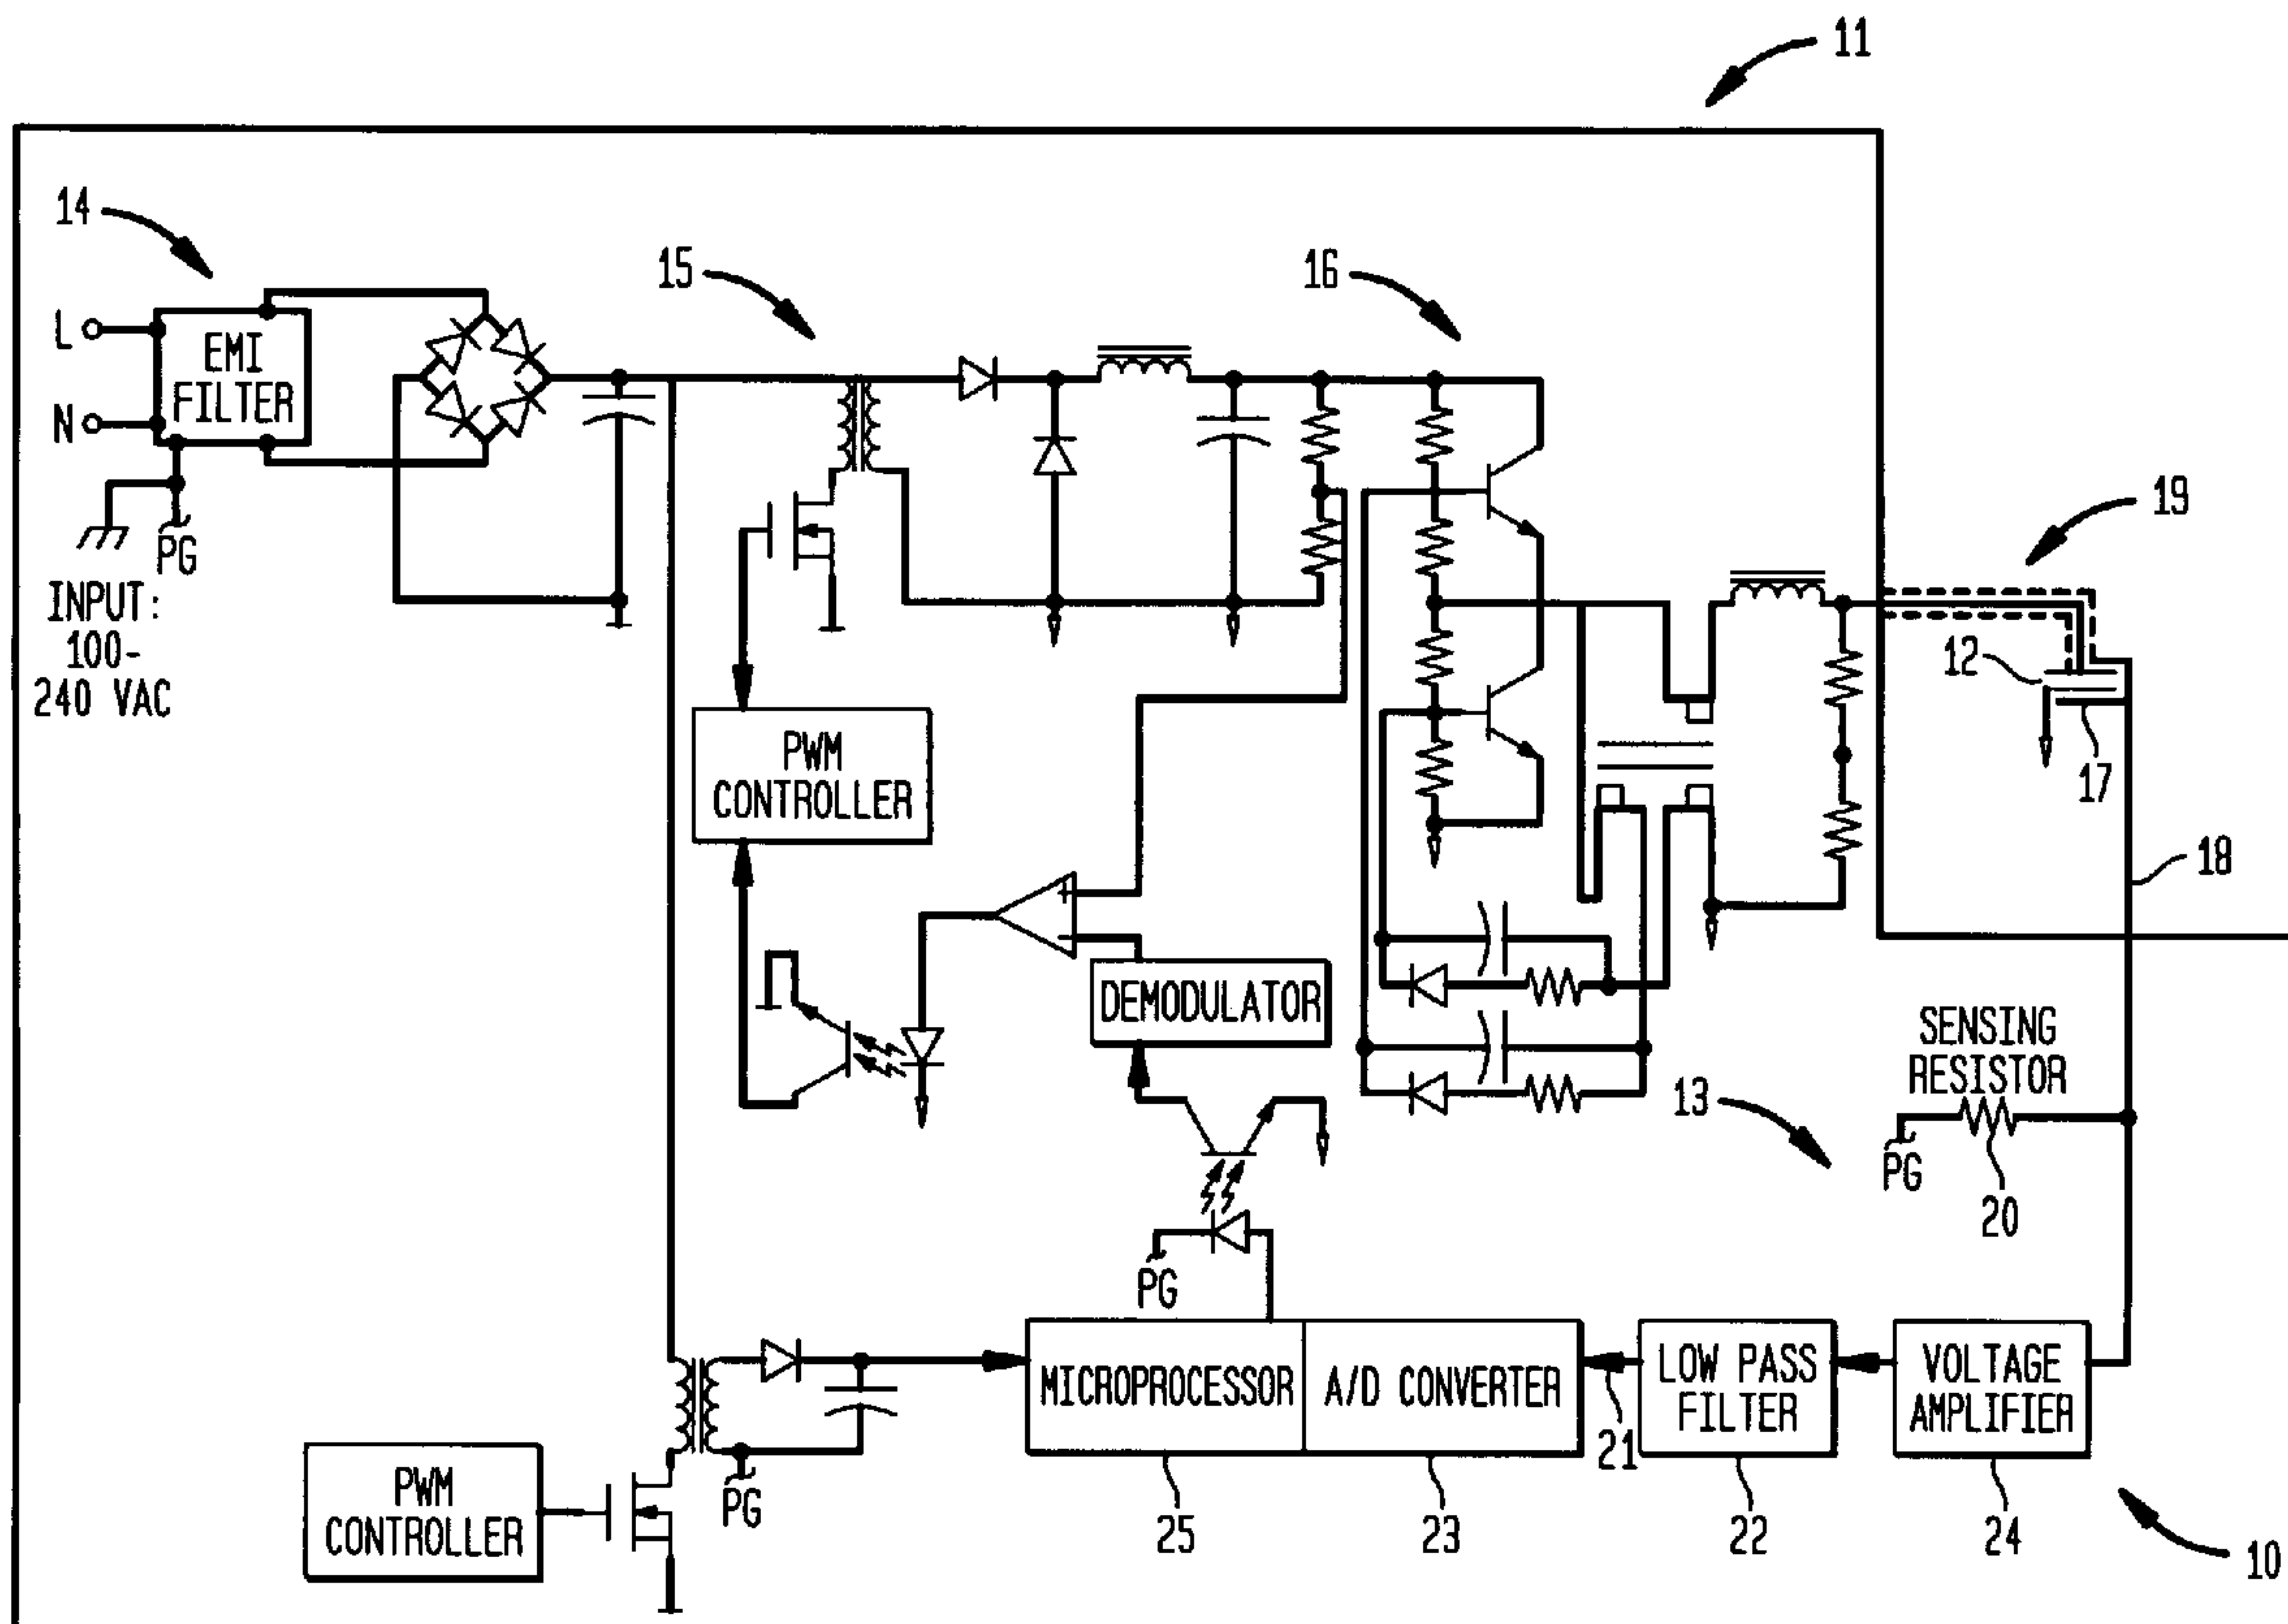 11
14
15
16
L
EMI
FILTER
N
PG
INPUT:
100-
240 VAC
19
12
17
PWM
CONTROLLER
+
−
18
DEMODULATOR
SENSING
RESISTOR
13
PG
20
PG
MICROPROCESSOR
A/D CONVERTER
LOW PASS
FILTER
VOLTAGE
AMPLIFIER
21
PWM
CONTROLLER
PG
25
23
22
24
10